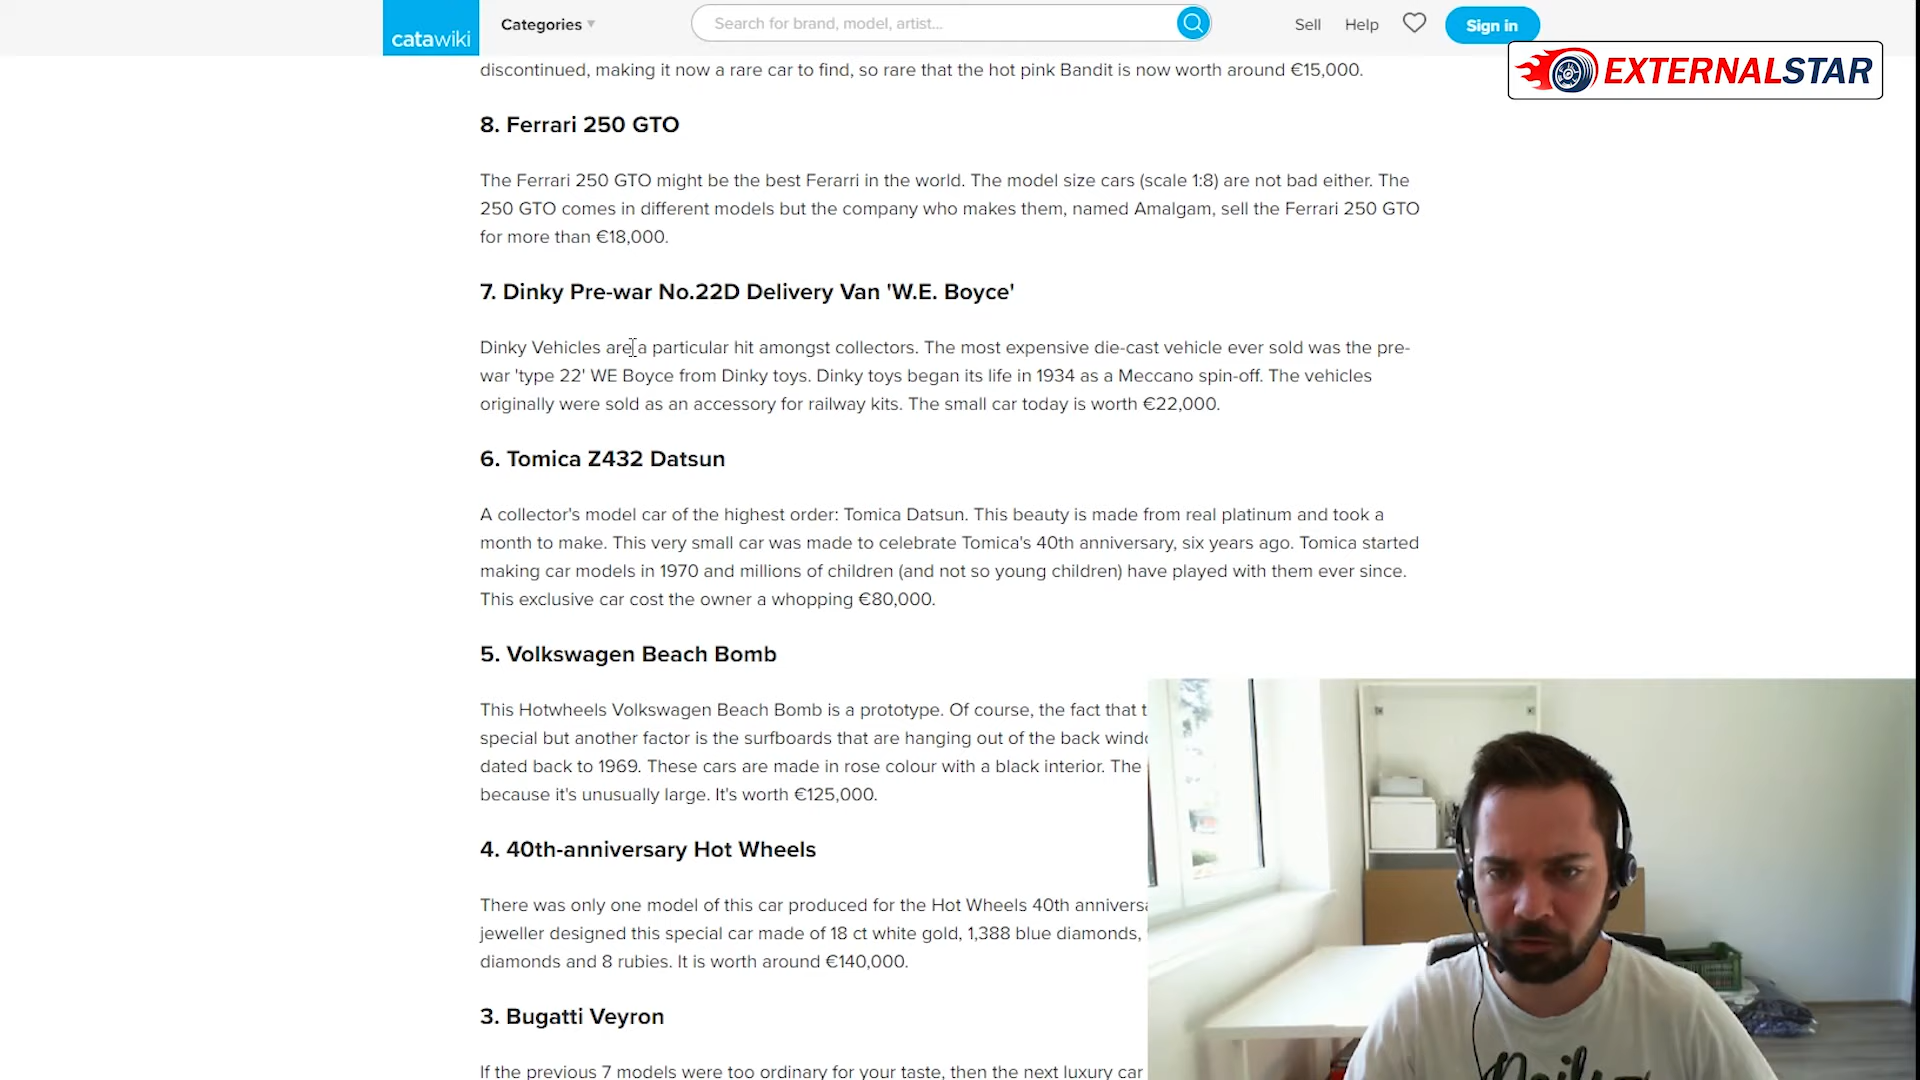 catawiki
Categories
Search for brand, model, artist...
Sell
Help
Sign in
EXTERNALSTAR
discontinued, making it now a rare car to find, so rare that the hot pink Bandit is now worth around €15,000.
8. Ferrari 250 GTO
The Ferrari 250 GTO might be the best Ferarri in the world. The model size cars (scale 1:8) are not bad either. The
250 GTO comes in different models but the company who makes them, named Amalgam, sell the Ferrari 250 GTO
for more than €18,000.
7. Dinky Pre-war No.22D Delivery Van 'W.E. Boyce'
Dinky Vehicles are a particular hit amongst collectors. The most expensive die-cast vehicle ever sold was the pre-
war 'type 22' WE Boyce from Dinky toys. Dinky toys began its life in 1934 as a Meccano spin-off. The vehicles
originally were sold as an accessory for railway kits. The small car today is worth €22,000.
6. Tomica Z432 Datsun
A collector's model car of the highest order: Tomica Datsun. This beauty is made from real platinum and took a
month to make. This very small car was made to celebrate Tomica's 40th anniversary, six years ago. Tomica started
making car models in 1970 and millions of children (and not so young children) have played with them ever since.
This exclusive car cost the owner a whopping €80,000.
5. Volkswagen Beach Bomb
This Hotwheels Volkswagen Beach Bomb is a prototype. Of course, the fact that
special but another factor is the surfboards that are hanging out of the back
dated back to 1969. These cars are made in rose colour with a black interior. The
because it's unusually large. It's worth €125,000.
4. 40th-anniversary Hot Wheels
There was only one model of this car produced for the Hot Wheels 40th
jeweller designed this special car made of 18 ct white gold, 1,388 blue diamonds,
diamonds and 8 rubies. It is worth around €140,000.
3. Bugatti Veyron
If the previous 7 models were too ordinary for your taste, then the next luxury car